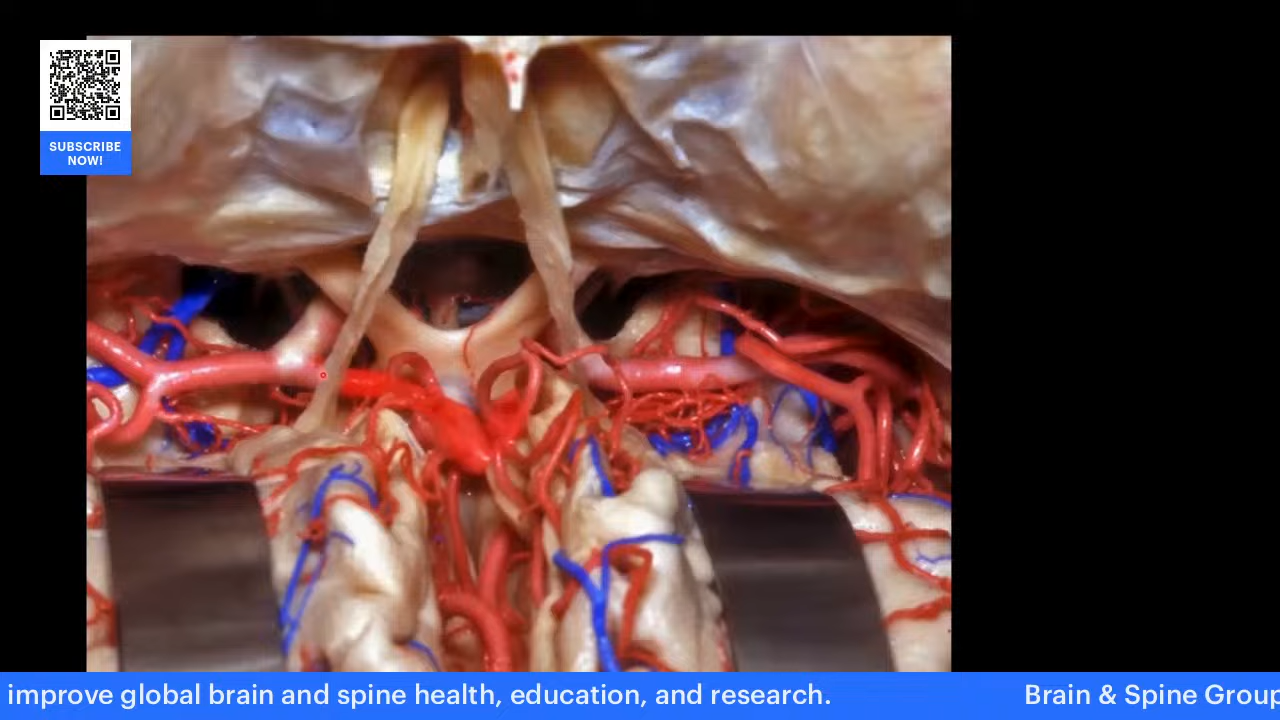 SUBSCRIBE
NOW!
improve global brain and spine health, education, and research. Brain & Spine Group